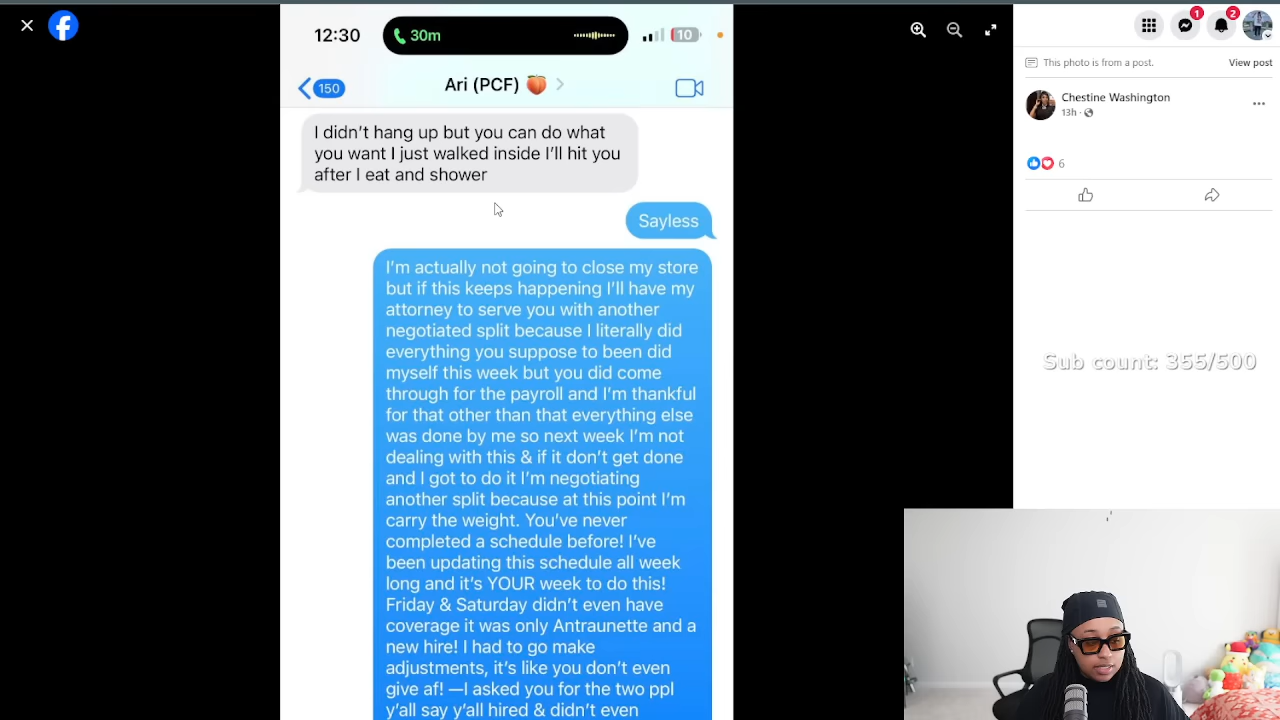 12:30
30m
10
150
Ari (PCF) 🍑
I didn't hang up but you can do what
you want I just walked inside I'll hit you
after I eat and shower
Sayless
I'm actually not going to close my store
but if this keeps happening I'll have my
attorney to serve you with another
negotiated split because I literally did
everything you suppose to been did
myself this week but you did come
through for the payroll and I'm thankful
for that other than that everything else
was done by me so next week I'm not
dealing with this & if it don't get done
and I got to do it I'm negotiating
another split because at this point I'm
carry the weight. You've never
completed a schedule before! I've
been updating this schedule all week
long and it's YOUR week to do this!
Friday & Saturday didn't even have
coverage it was only Antraunette and a
new hire! I had to go make
adjustments, it's like you don't even
give af! —I asked you for the two ppl
y'all say y'all hired & didn't even
1
2
This photo is from a post.
View post
Chestine Washington
13h
6
Sub count: 355/500